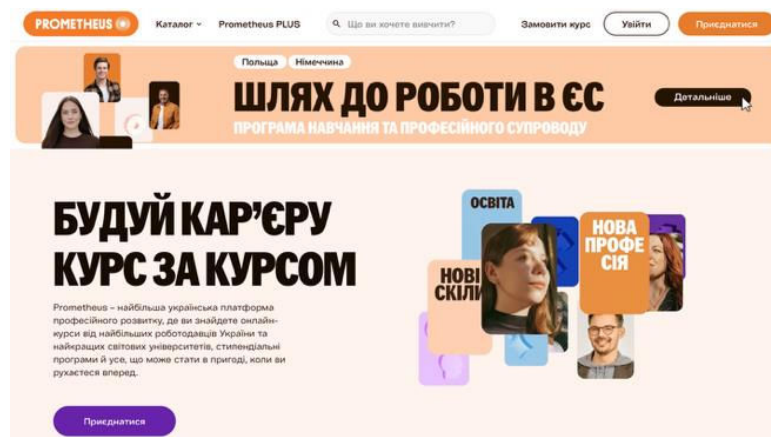 PROMETHEUS
Каталог
Prometheus PLUS
Що ви хочете вивчити?
Замовити курс
Увійти
Приєднатися
Польща
Німеччина
ШЛЯХ ДО РОБОТИ В ЄС
ПРОГРАМА НАВЧАННЯ ТА ПРОФЕСІЙНОГО СУПРОВОДУ
Детальніше
БУДУЙ КАР’ЄРУ
КУРС ЗА КУРСОМ
Prometheus – найбільша українська платформа
професійного розвитку, де ви знайдете онлайн-
курси від найбільших роботодавців України та
найкращих світових університетів, стипендіальні
програми й усе, що може стати в пригоді, коли ви
рухаєтеся вперед.
Приєднатися
ОСВІТА
НОВА
ПРОФЕ
СІЯ
НОВІ
СКІЛИ